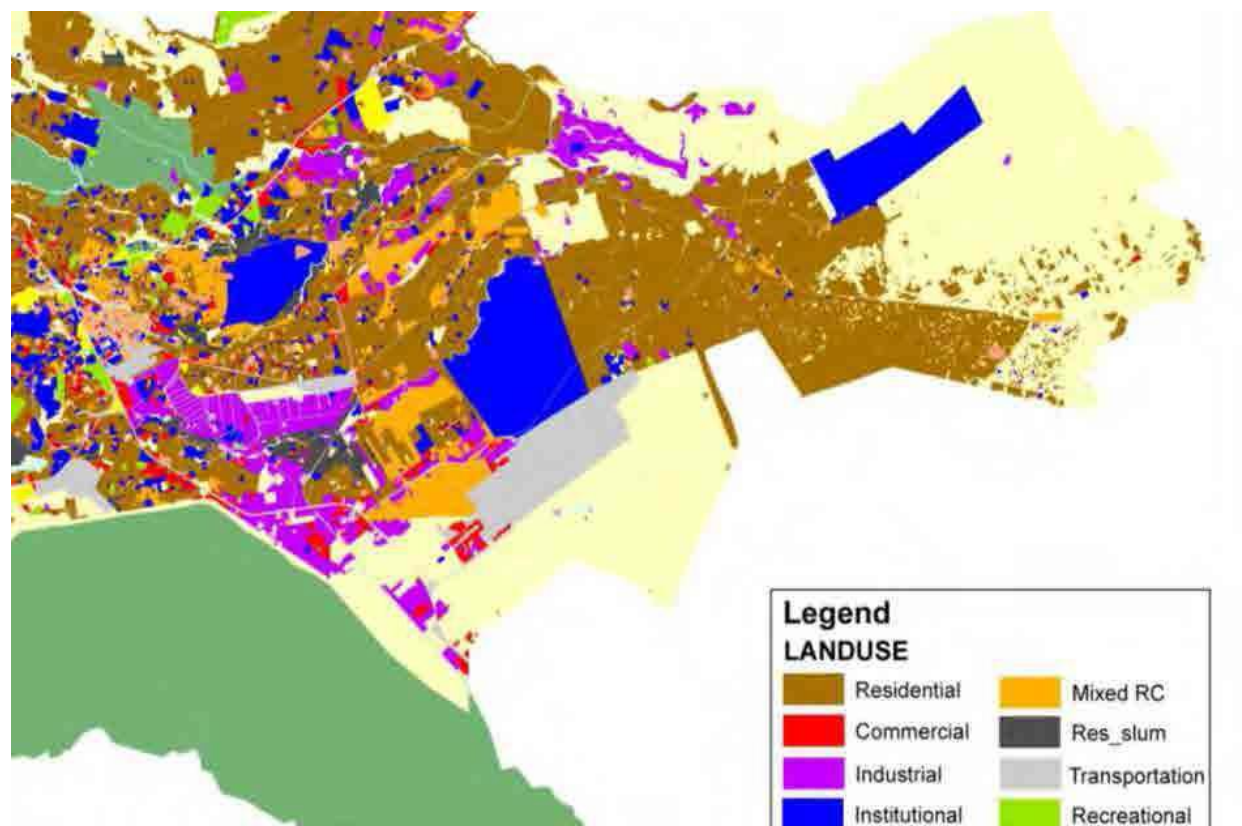 Legend
LANDUSE
Residential
Commercial
Industrial
Institutional
Mixed RC
Res_slum
Transportation
Recreational